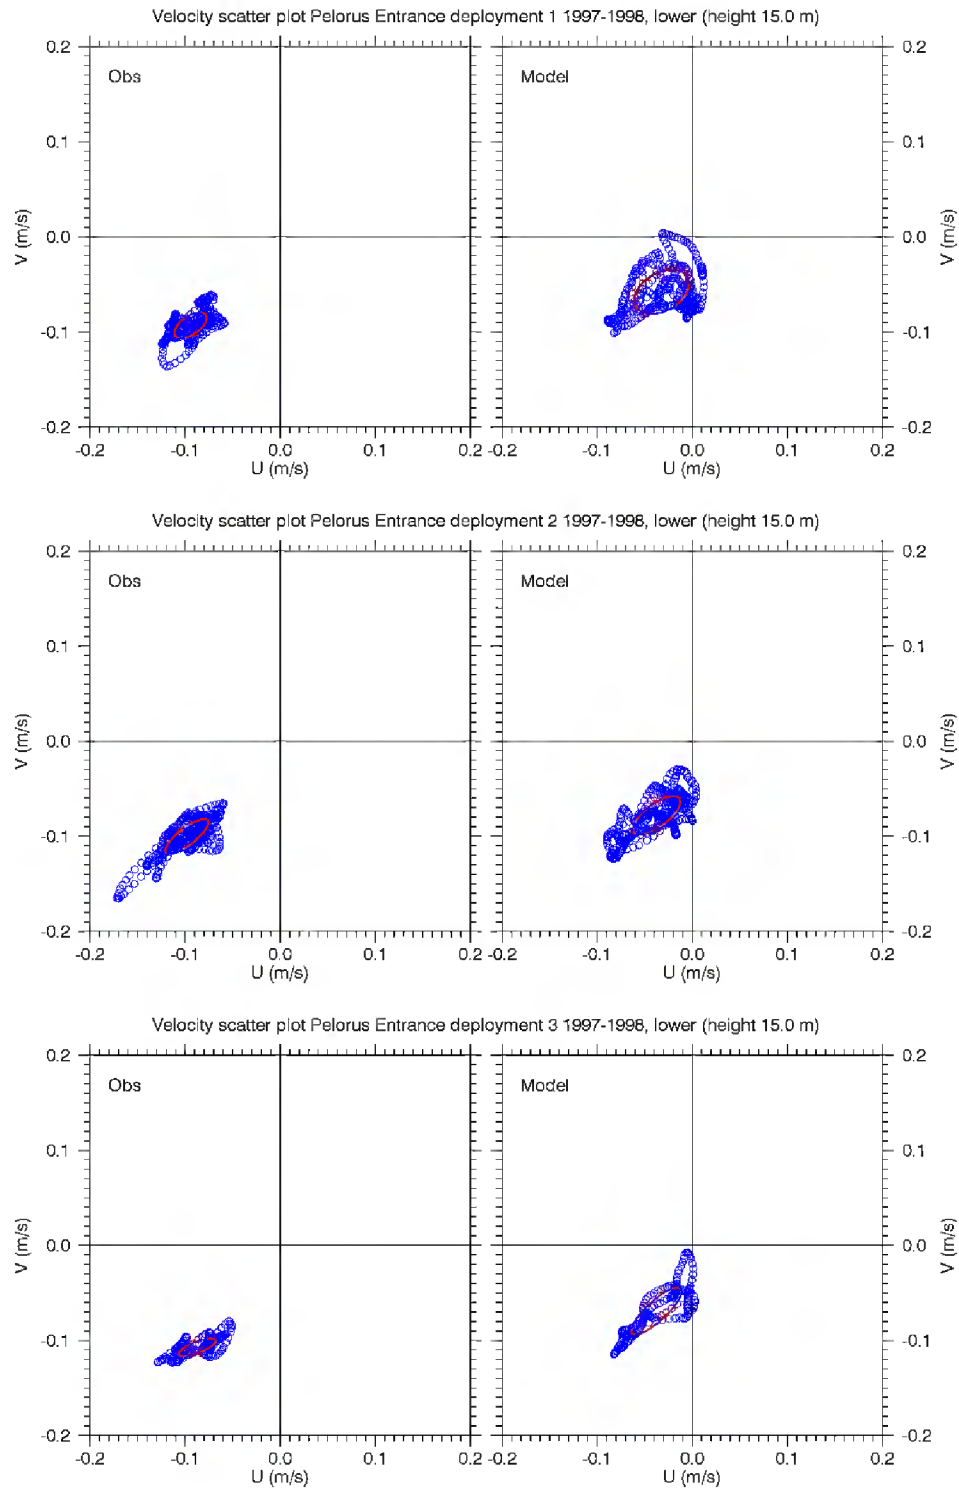 Velocity scatter plot Pelorus Entrance deployment 1 1997-1998, lower (height 15.0 m)
0.2 0.2
Obs Model
0.1 0.1
V (m/s) 0.0 0.0 V (m/s)
-0.1 -0.1
-0.2 -0.2
-0.2 -0.1 0.0 0.1 0.2 -0.2 -0.1 0.0 0.1 0.2
U (m/s) U (m/s)
Velocity scatter plot Pelorus Entrance deployment 2 1997-1998, lower (height 15.0 m)
0.2 0.2
Obs Model
0.1 0.1
V (m/s) 0.0 0.0 V (m/s)
-0.1 -0.1
-0.2 -0.2
-0.2 -0.1 0.0 0.1 0.2 -0.2 -0.1 0.0 0.1 0.2
U (m/s) U (m/s)
Velocity scatter plot Pelorus Entrance deployment 3 1997-1998, lower (height 15.0 m)
0.2 0.2
Obs Model
0.1 0.1
V (m/s) 0.0 0.0 V (m/s)
-0.1 -0.1
-0.2 -0.2
-0.2 -0.1 0.0 0.1 0.2 -0.2 -0.1 0.0 0.1 0.2
U (m/s) U (m/s)